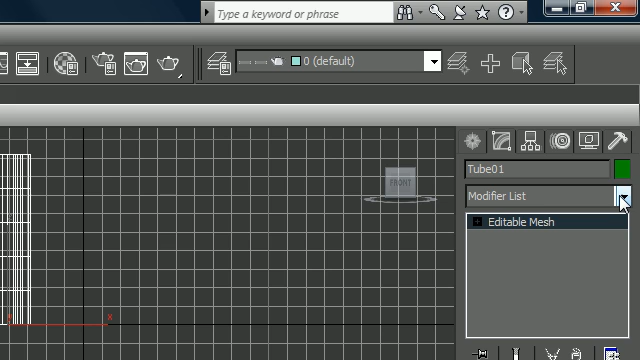 Type a keyword or phrase
0 (default)
FRONT
Tube01
Modifier List
Editable Mesh
x